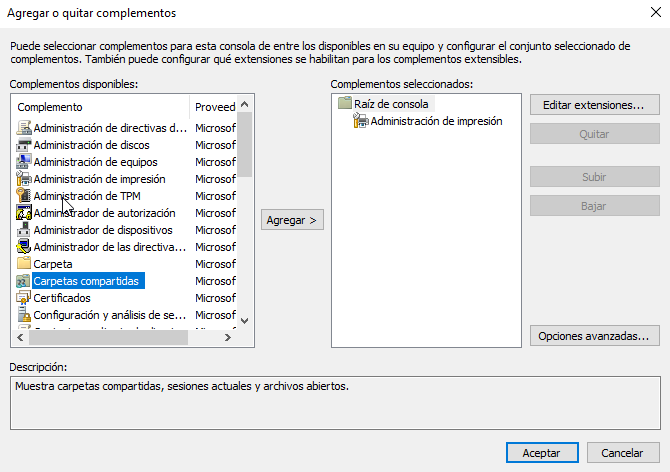 Agregar o quitar complementos
Puede seleccionar complementos para esta consola de entre los disponibles en su equipo y configurar el conjunto seleccionado de
complementos. También puede configurar qué extensiones se habilitan para los complementos extensibles.
Complementos disponibles:
Complemento Proveed
Administración de directivas d... Microsof
Administración de discos Microsof
Administración de equipos Microsof
Administración de impresión Microsof
Administración de TPM Microsof
Administrador de autorización Microsof
Administrador de dispositivos Microsof
Administrador de las directiva... Microsof
Carpeta Microsof
Carpetas compartidas Microsof
Certificados Microsof
Configuración y análisis de se... Microsof
Agregar >
Complementos seleccionados:
Raíz de consola
Administración de impresión
Editar extensiones...
Quitar
Subir
Bajar
Opciones avanzadas...
Descripción:
Muestra carpetas compartidas, sesiones actuales y archivos abiertos.
Aceptar
Cancelar